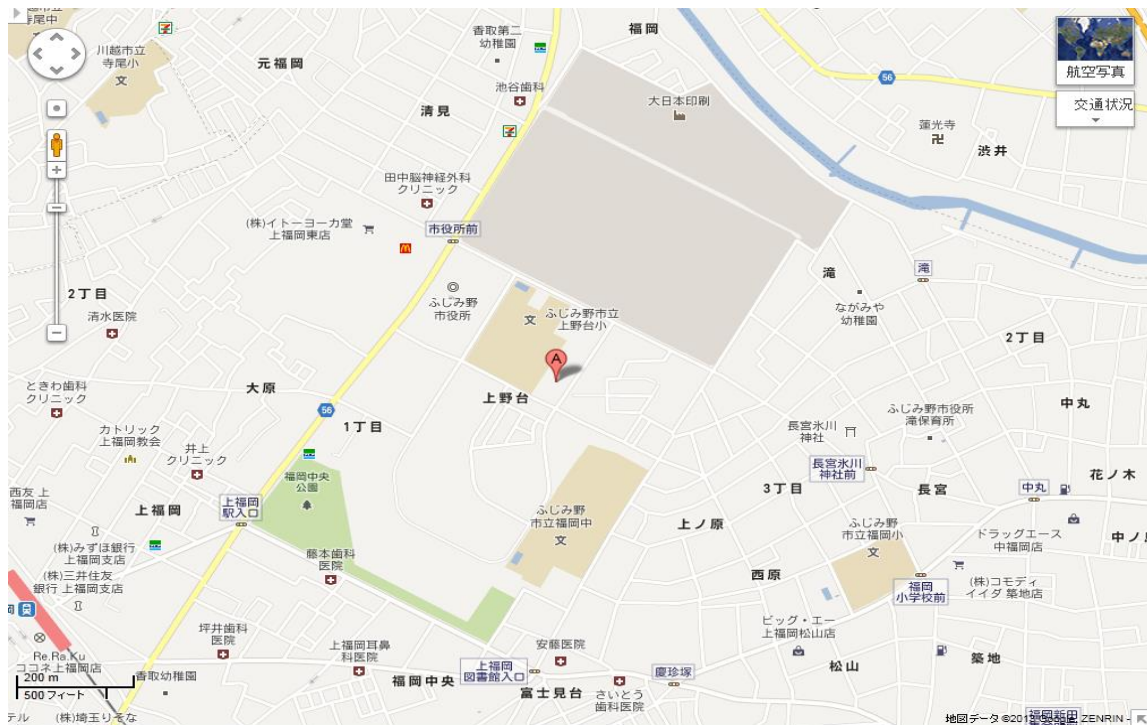 寺尾中
川越市立
寺尾小
文
元福岡
香取第二
幼稚園
福岡
池谷歯科
清見
大日本印刷
56
航空写真
交通状況
蓮光寺
渋井
田中脳神経外科
クリニック
(株)イトーヨーカ堂
上福岡東店
市役所前
2丁目
清水医院
ふじみ野
市役所
文
ふじみ野市立
上野台小
A
滝
滝
ながみや
幼稚園
2丁目
ときわ歯科
クリニック
大原
56
上野台
1丁目
カトリック
上福岡教会
井上
クリニック
ふじみ野市役所
滝保育所
中丸
長宮氷川
神社
長宮氷川
神社前
福岡中央
公園
3丁目
長宮
中丸
花ノ木
西友 上
福岡店
上福岡
上福岡
駅入口
ふじみ野
市立福岡中
文
上ノ原
ふじみ野
市立福岡小
文
ドラッグエース
中福岡店
(株)みずほ銀行
上福岡支店
(株)三井住友
銀行 上福岡支店
藤本歯科
医院
西原
福岡
小学校前
(株)コモディ
イイダ 築地店
坪井歯科
医院
ビッグ・エー
上福岡松山店
Re.Ra.Ku
ココネ上福岡店
上福岡耳鼻
科医院
安藤医院
上福岡
図書館入口
慶珍塚
松山
築地
200 m
500 フィート
香取幼稚園
福岡中央
富士見台
さいとう
歯科医院
(株)埼玉りそな
福岡新田
地図データ ©2013 Google, ZENRIN -